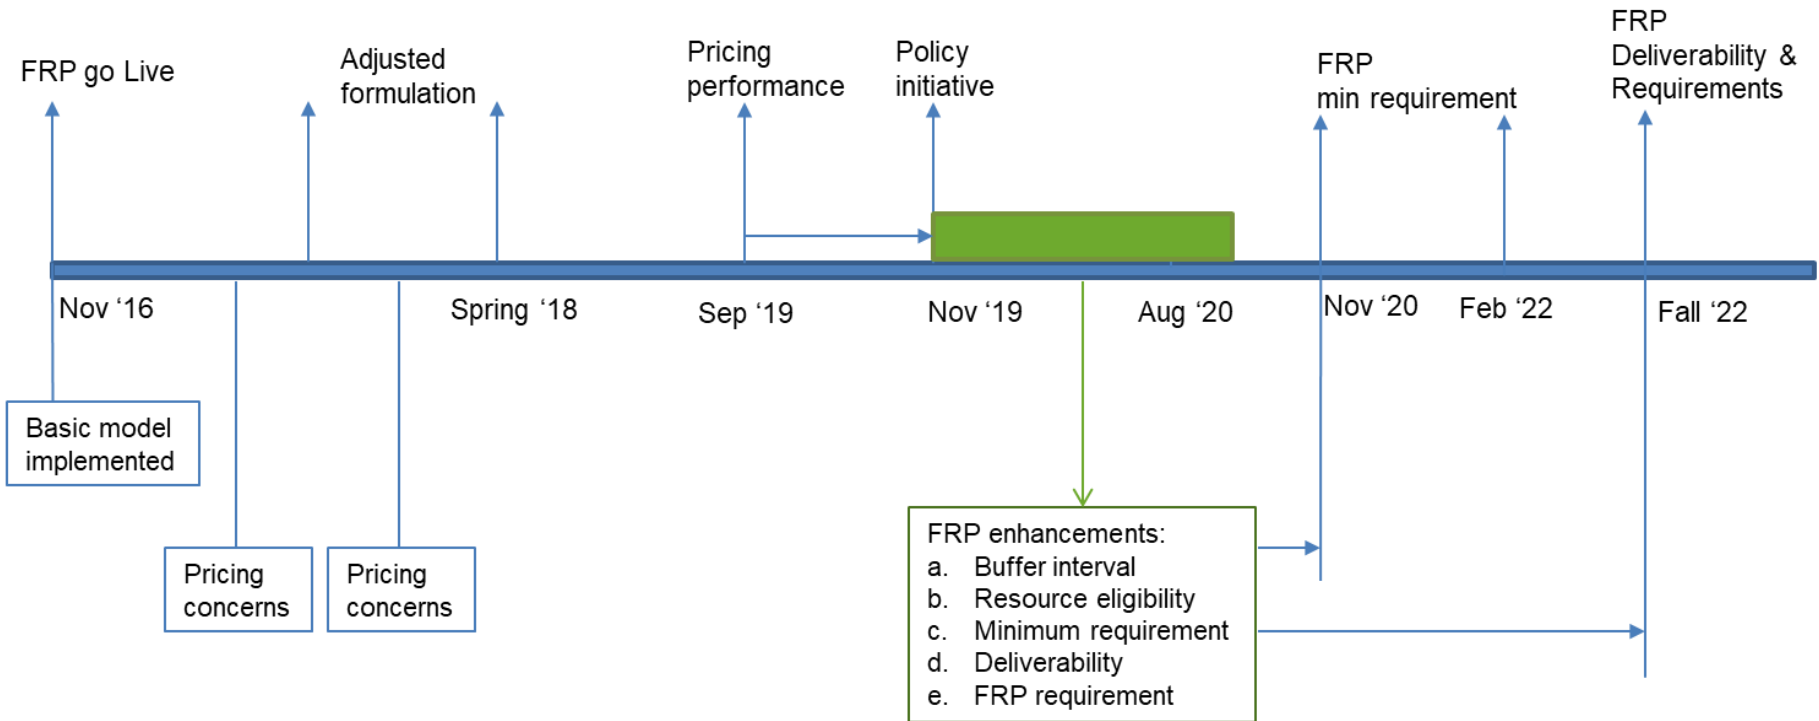 FRP go Live
Adjusted
formulation
Pricing
performance
Policy
initiative
FRP
min requirement
FRP
Deliverability &
Requirements
Nov ‘16
Spring ‘18
Sep ‘19
Nov ‘19
Aug ‘20
Nov ‘20
Feb ‘22
Fall ‘22
Basic model
implemented
Pricing
concerns
Pricing
concerns
FRP enhancements:
a. Buffer interval
b. Resource eligibility
c. Minimum requirement
d. Deliverability
e. FRP requirement